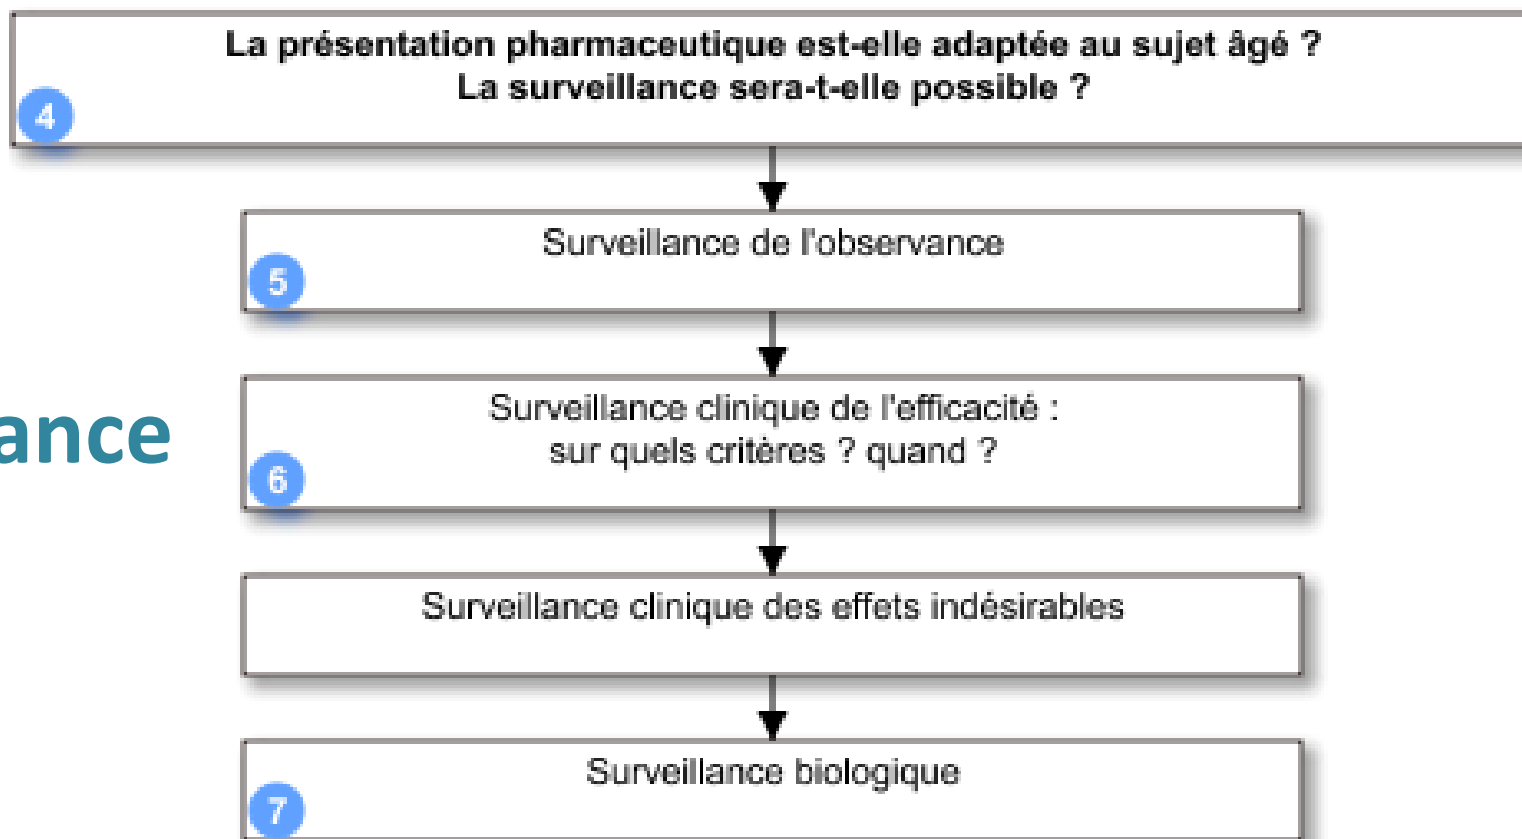 La présentation pharmaceutique est-elle adaptée au sujet âgé ?
La surveillance sera-t-elle possible ?
4
Surveillance de l'observance
5
ance
Surveillance clinique de l'efficacité :
sur quels critères ? quand ?
6
Surveillance clinique des effets indésirables
Surveillance biologique
7